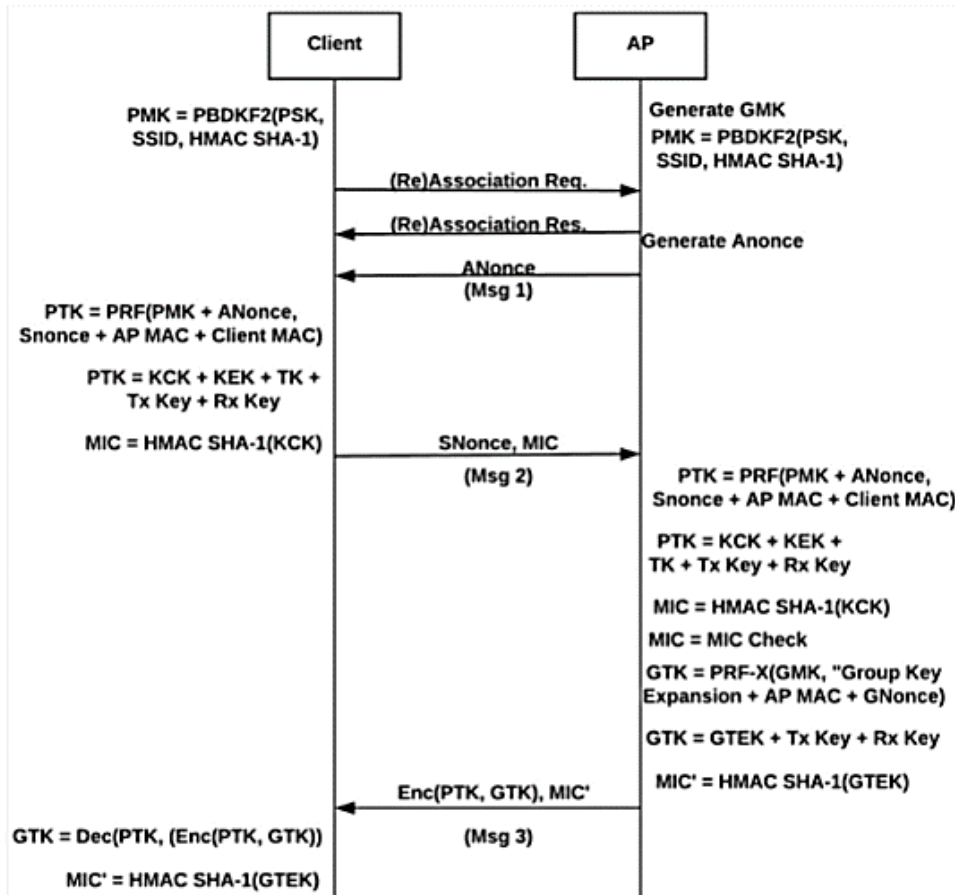 Client
AP
PMK = PBDKF2(PSK,
SSID, HMAC SHA-1)
Generate GMK
PMK = PBDKF2(PSK,
SSID, HMAC SHA-1)
(Re)Association Req.
(Re)Association Res.
Generate Anonce
ANonce
(Msg 1)
PTK = PRF(PMK + ANonce,
Snonce + AP MAC + Client MAC)
PTK = KCK + KEK + TK +
Tx Key + Rx Key
MIC = HMAC SHA-1(KCK)
SNonce, MIC
(Msg 2)
PTK = PRF(PMK + ANonce,
Snonce + AP MAC + Client MAC)
PTK = KCK + KEK +
TK + Tx Key + Rx Key
MIC = HMAC SHA-1(KCK)
MIC = MIC Check
GTK = PRF-X(GMK, "Group Key
Expansion + AP MAC + GNonce)
GTK = GTEK + Tx Key + Rx Key
MIC' = HMAC SHA-1(GTEK)
Enc(PTK, GTK), MIC'
(Msg 3)
GTK = Dec(PTK, (Enc(PTK, GTK))
MIC' = HMAC SHA-1(GTEK)